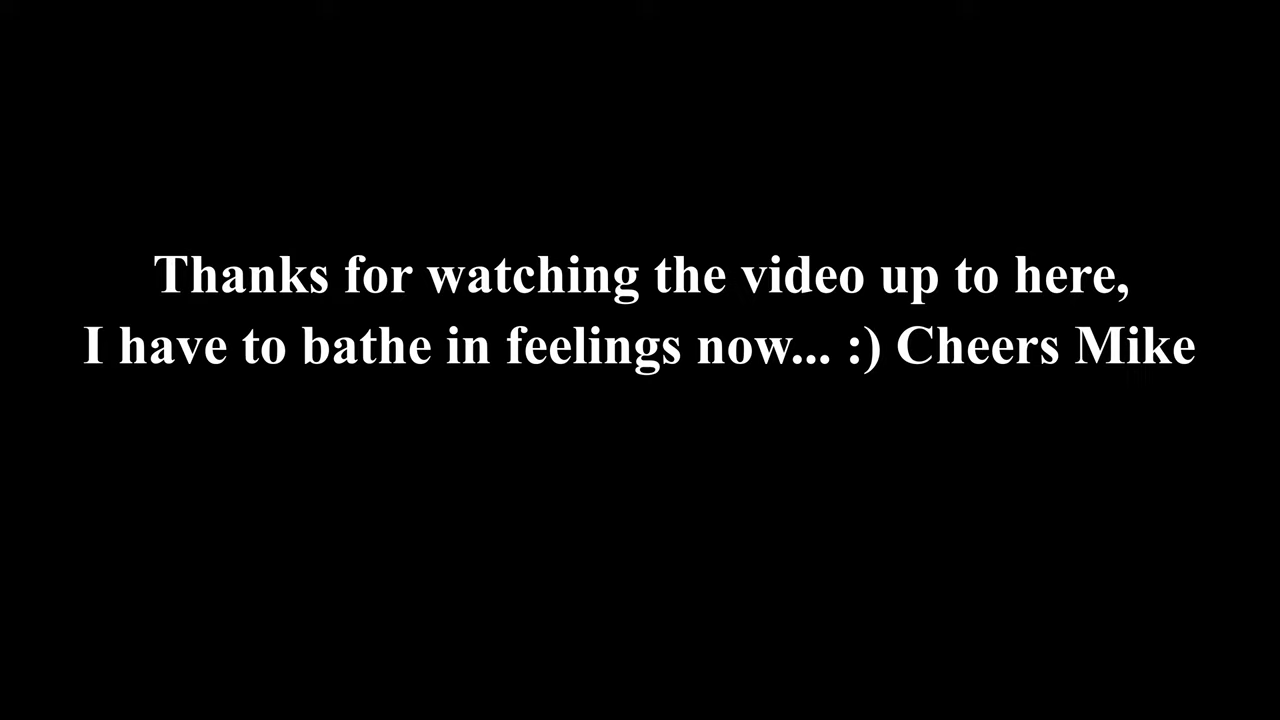 Thanks for watching the video up to here,
I have to bathe in feelings now... :) Cheers Mike